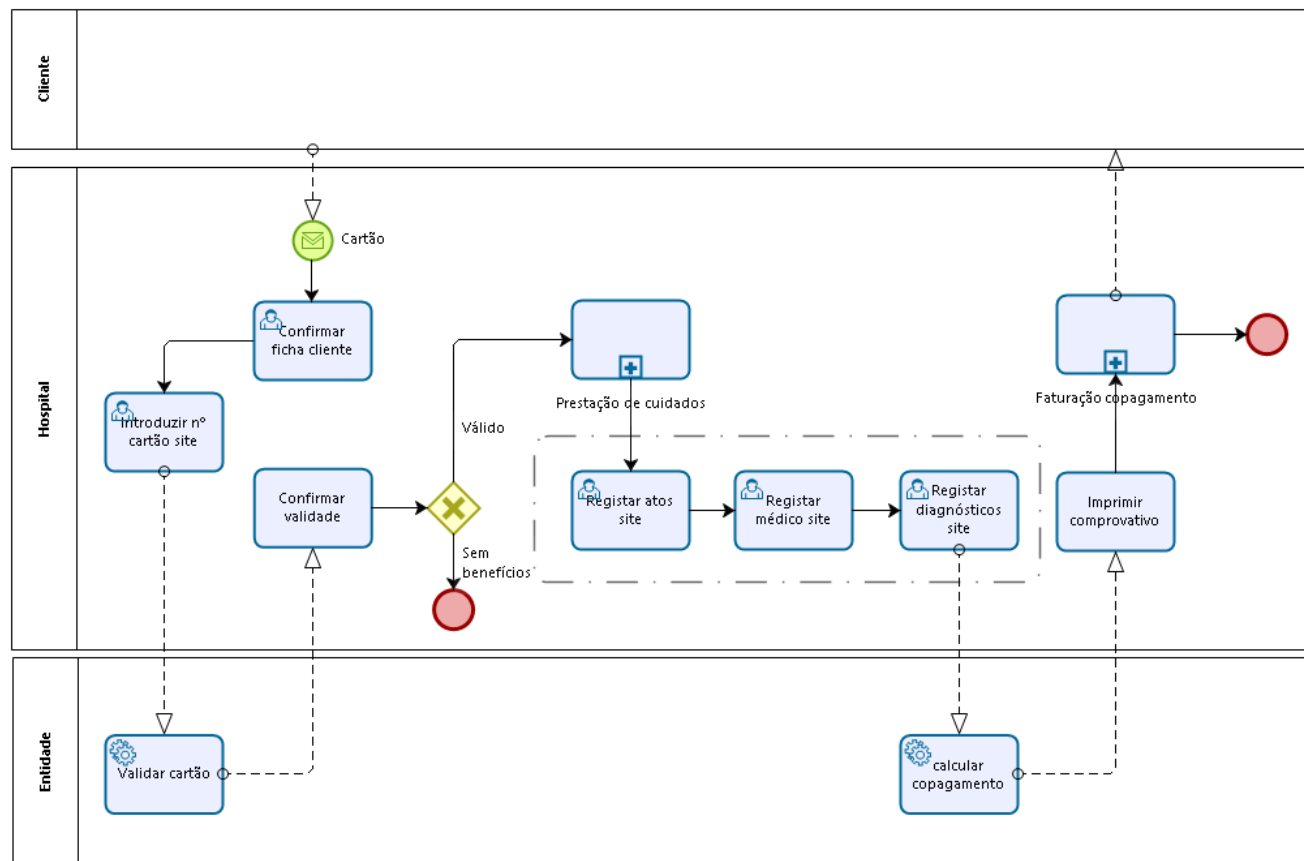 Cliente
Hospital
Entidade
Cartão
Confirmar
ficha cliente
Introduzir nº
cartão site
Confirmar
validade
Válido
Sem
benefícios
Prestação de cuidados
Registar atos
site
Registar
médico site
Registar
diagnósticos
site
Faturação copagamento
Imprimir
comprovativo
Validar cartão
calcular
copagamento